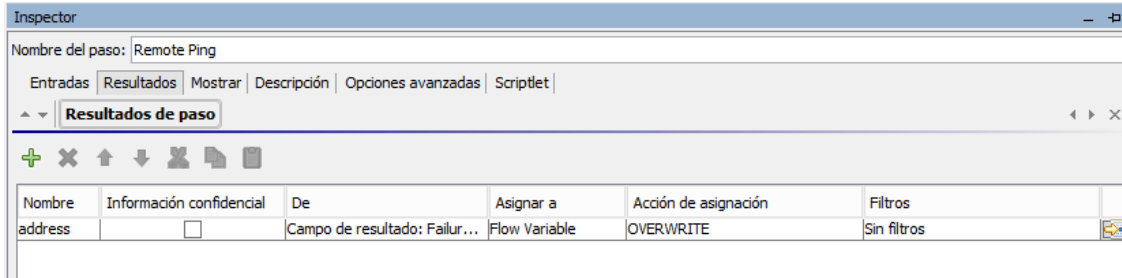 Inspector
Nombre del paso: Remote Ping
Entradas Resultados Mostrar Descripción Opciones avanzadas Scriptlet
Resultados de paso
Nombre Información confidencial De Asignar a Acción de asignación Filtros
address Campo de resultado: Failur... Flow Variable OVERWRITE Sin filtros